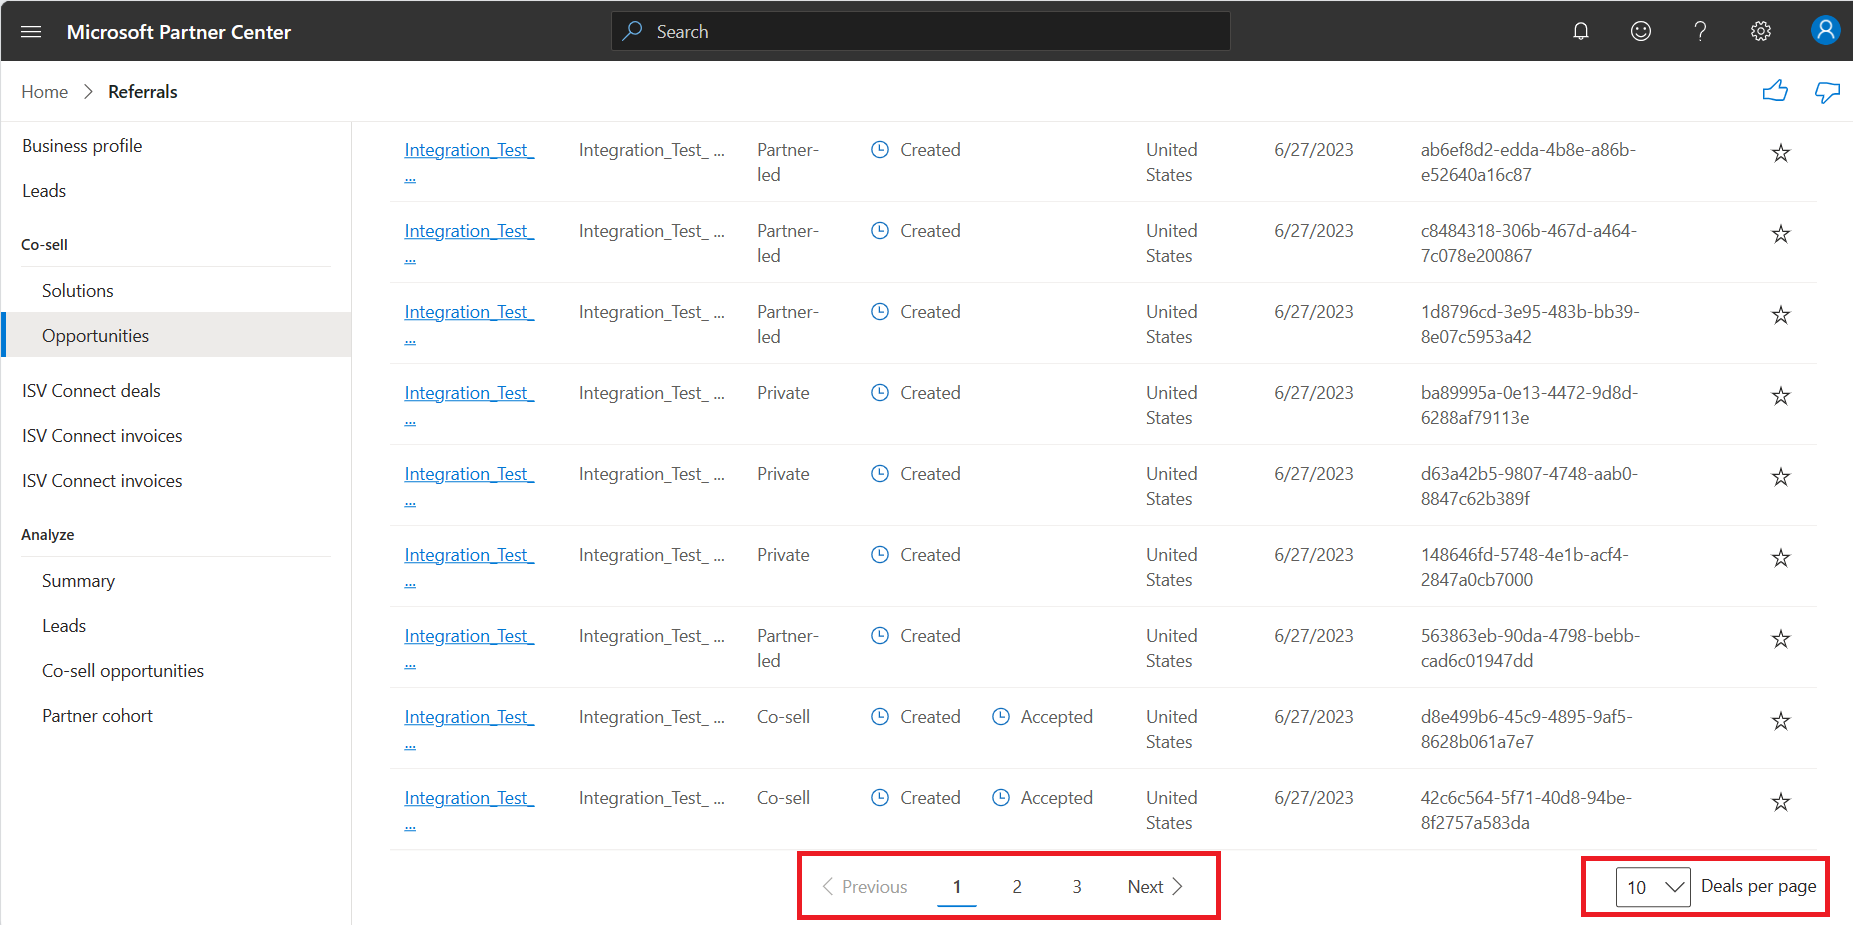 Microsoft Partner Center
Search
Home > Referrals
Business profile
Leads
Co-sell
Solutions
Opportunities
ISV Connect deals
ISV Connect invoices
ISV Connect invoices
Analyze
Summary
Leads
Co-sell opportunities
Partner cohort
Integration_Test_ Integration_Test_ ... Partner- Created United 6/27/2023 ab6ef8d2-edda-4b8e-a86b-
... led States e52640a16c87
Integration_Test_ Integration_Test_ ... Partner- Created United 6/27/2023 c8484318-306b-467d-a464-
... led States 7c078e200867
Integration_Test_ Integration_Test_ ... Partner- Created United 6/27/2023 1d8796cd-3e95-483b-bb39-
... led States 8e07c5953a42
Integration_Test_ Integration_Test_ ... Private Created United 6/27/2023 ba89995a-0e13-4472-9d8d-
... States 6288af79113e
Integration_Test_ Integration_Test_ ... Private Created United 6/27/2023 d63a42b5-9807-4748-aab0-
... States 8847c62b389f
Integration_Test_ Integration_Test_ ... Private Created United 6/27/2023 148646fd-5748-4e1b-acf4-
... States 2847a0cb7000
Integration_Test_ Integration_Test_ ... Partner- Created United 6/27/2023 563863eb-90da-4798-bebb-
... led States cad6c01947dd
Integration_Test_ Integration_Test_ ... Co-sell Created Accepted United 6/27/2023 d8e499b6-45c9-4895-9af5-
... States 8628b061a7e7
Integration_Test_ Integration_Test_ ... Co-sell Created Accepted United 6/27/2023 42c6c564-5f71-40d8-94be-
... States 8f2757a583da
< Previous 1 2 3 Next >
10 Deals per page